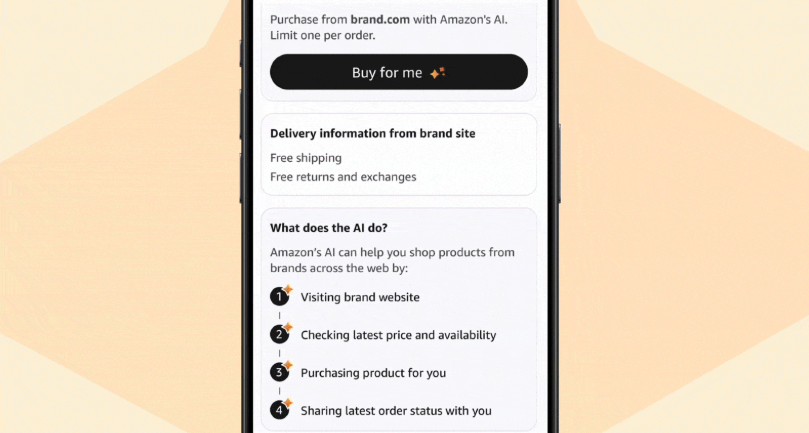 Purchase from brand.com with Amazon's AI.
Limit one per order.
Buy for me
Delivery information from brand site
Free shipping
Free returns and exchanges
What does the AI do?
Amazon's AI can help you shop products from
brands across the web by:
1 Visiting brand website
2 Checking latest price and availability
3 Purchasing product for you
4 Sharing latest order status with you